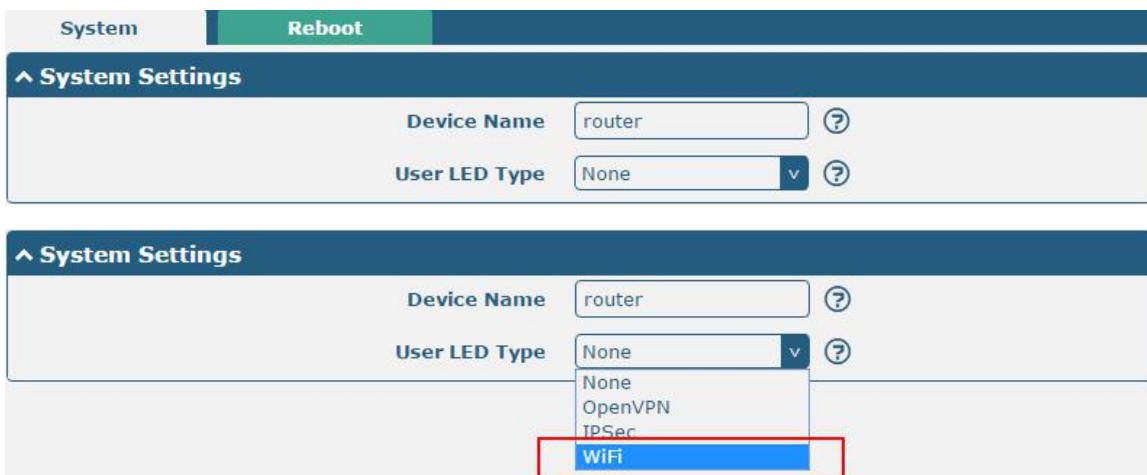 System Reboot
System Settings
Device Name router
User LED Type None
System Settings
Device Name router
User LED Type None
None
OpenVPN
IPSec
WiFi